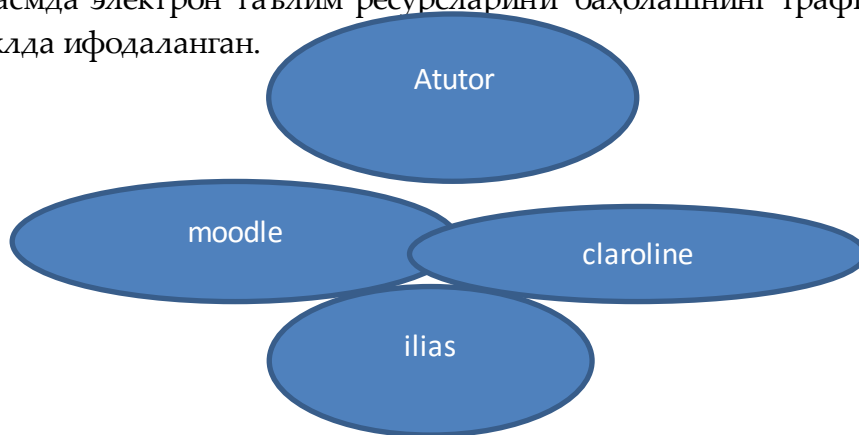 электрон таълим ресурсларини баҳолашнинг
ифодаланган.
Atutor
moodle
claroline
ilias